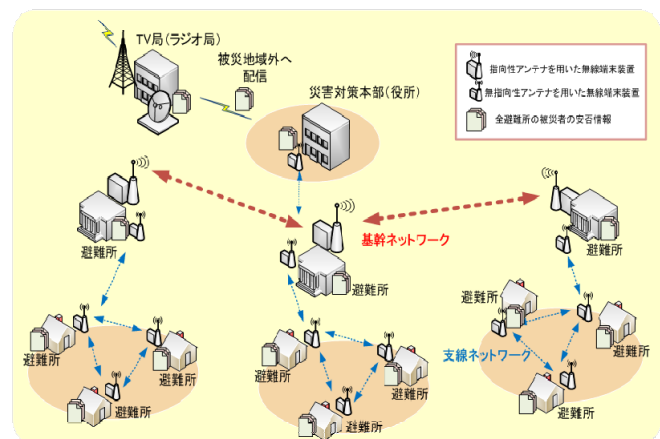 TV局(ラジオ局)
被災地域外へ
配信
災害対策本部(役所)
指向性アンテナを用いた無線端末装置
無指向性アンテナを用いた無線端末装置
全避難所の被災者の安否情報
避難所
基幹ネットワーク
避難所
避難所
避難所
避難所
避難所
避難所
避難所
避難所
避難所
支線ネットワーク
避難所
避難所
避難所